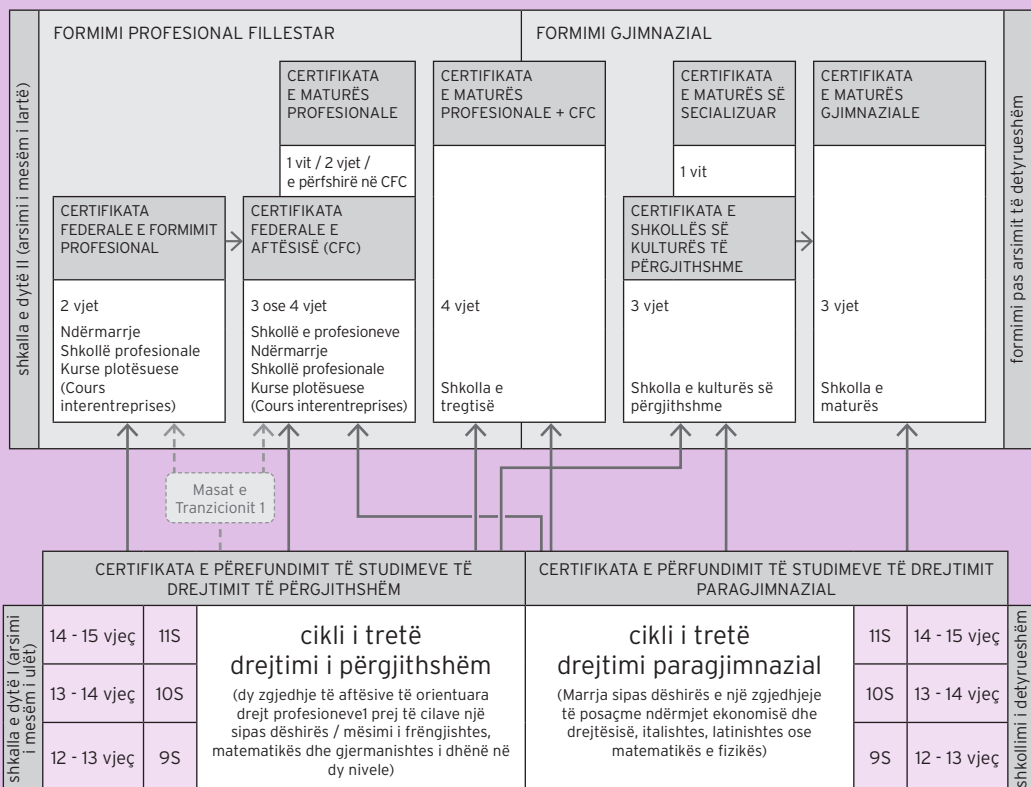 shkalla e dytë II (arsimi i mesëm i lartë)
FORMIMI PROFESIONAL FILLESTAR
FORMIMI GJIMNAZIAL
formimi pas arsimit të detyrueshëm
CERTIFIKATA
E MATURËS
PROFESIONALE
1 vit / 2 vjet /
e përfshirë në CFC
CERTIFIKATA
E MATURËS
PROFESIONALE + CFC
CERTIFIKATA
E MATURËS SË
SECIALIZUAR
1 vit
CERTIFIKATA
E MATURËS
GJIMNAZIALE
CERTIFIKATA
FEDERALE E FORMIMIT
PROFESIONAL
2 vjet
Ndërmarrje
Shkollë profesionale
Kurse plotësuese
(Cours
interentreprises)
CERTIFIKATA
FEDERALE E
AFTËSISË (CFC)
3 ose 4 vjet
Shkollë e profesioneve
Ndërmarrje
Shkollë profesionale
Kurse plotësuese
(Cours interentreprises)
4 vjet
Shkolla e
tregtisë
CERTIFIKATA E
SHKOLLËS SË
KULTURËS TË
PËRGJITHSHME
3 vjet
Shkolla e kulturës së
përgjithshme
3 vjet
Shkolla e
maturës
Masat e
Tranzicionit 1
CERTIFIKATA E PËREFUNDIMIT TË STUDIMEVE TË
DREJTIMIT TË PËRGJITHSHËM
CERTIFIKATA E PËRFUNDIMIT TË STUDIMEVE TË DREJTIMIT
PARAGJIMNAZIAL
shkalla e dytë I (arsimi
i mesëm i ulët)
14 - 15 vjeç 11S
13 - 14 vjeç 10S
12 - 13 vjeç 9S
cikli i tretë
drejtimi i përgjithshëm
(dy zgjedhje të aftësive të orientuara
drejt profesioneve1 prej të cilave një
sipas dëshirës / mësimi i frëngjishtes,
matematikës dhe gjermanishtes i dhënë në
dy nivele)
cikli i tretë
drejtimi paragjimnazial
(Marrja sipas dëshirës e një zgjedhjeje
të posaçme ndërmjet ekonomisë dhe
drejtësisë, italishtes, latinishtes ose
matematikës e fizikës)
11S 14 - 15 vjeç
10S 13 - 14 vjeç
9S 12 - 13 vjeç
shkollimi i detyrueshëm